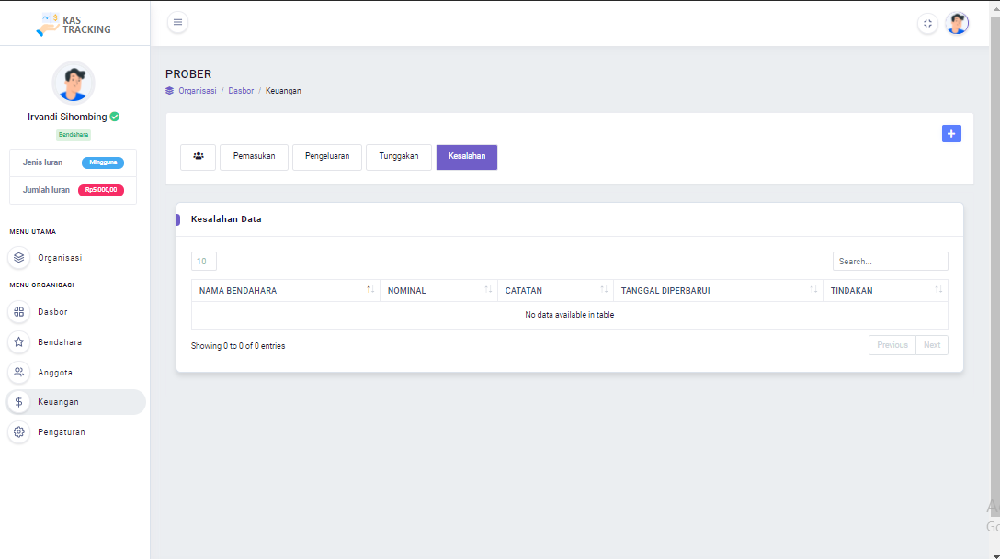 KAS
TRACKING
Irvandi Sihombing
Bendahara
Jenis Iuran
Mingguna
Jumlah Iuran
Rp5.000,00
MENU UTAMA
Organisasi
MENU ORGANISASI
Dasbor
Bendahara
Anggota
Keuangan
Pengaturan
PROBER
Organisasi / Dasbor / Keuangan
Pemasukan
Pengeluaran
Tunggakan
Kesalahan
Kesalahan Data
10
Search...
NAMA BENDAHARA
NOMINAL
CATATAN
TANGGAL DIPERBARUI
TINDAKAN
No data available in table
Showing 0 to 0 of 0 entries
Previous
Next